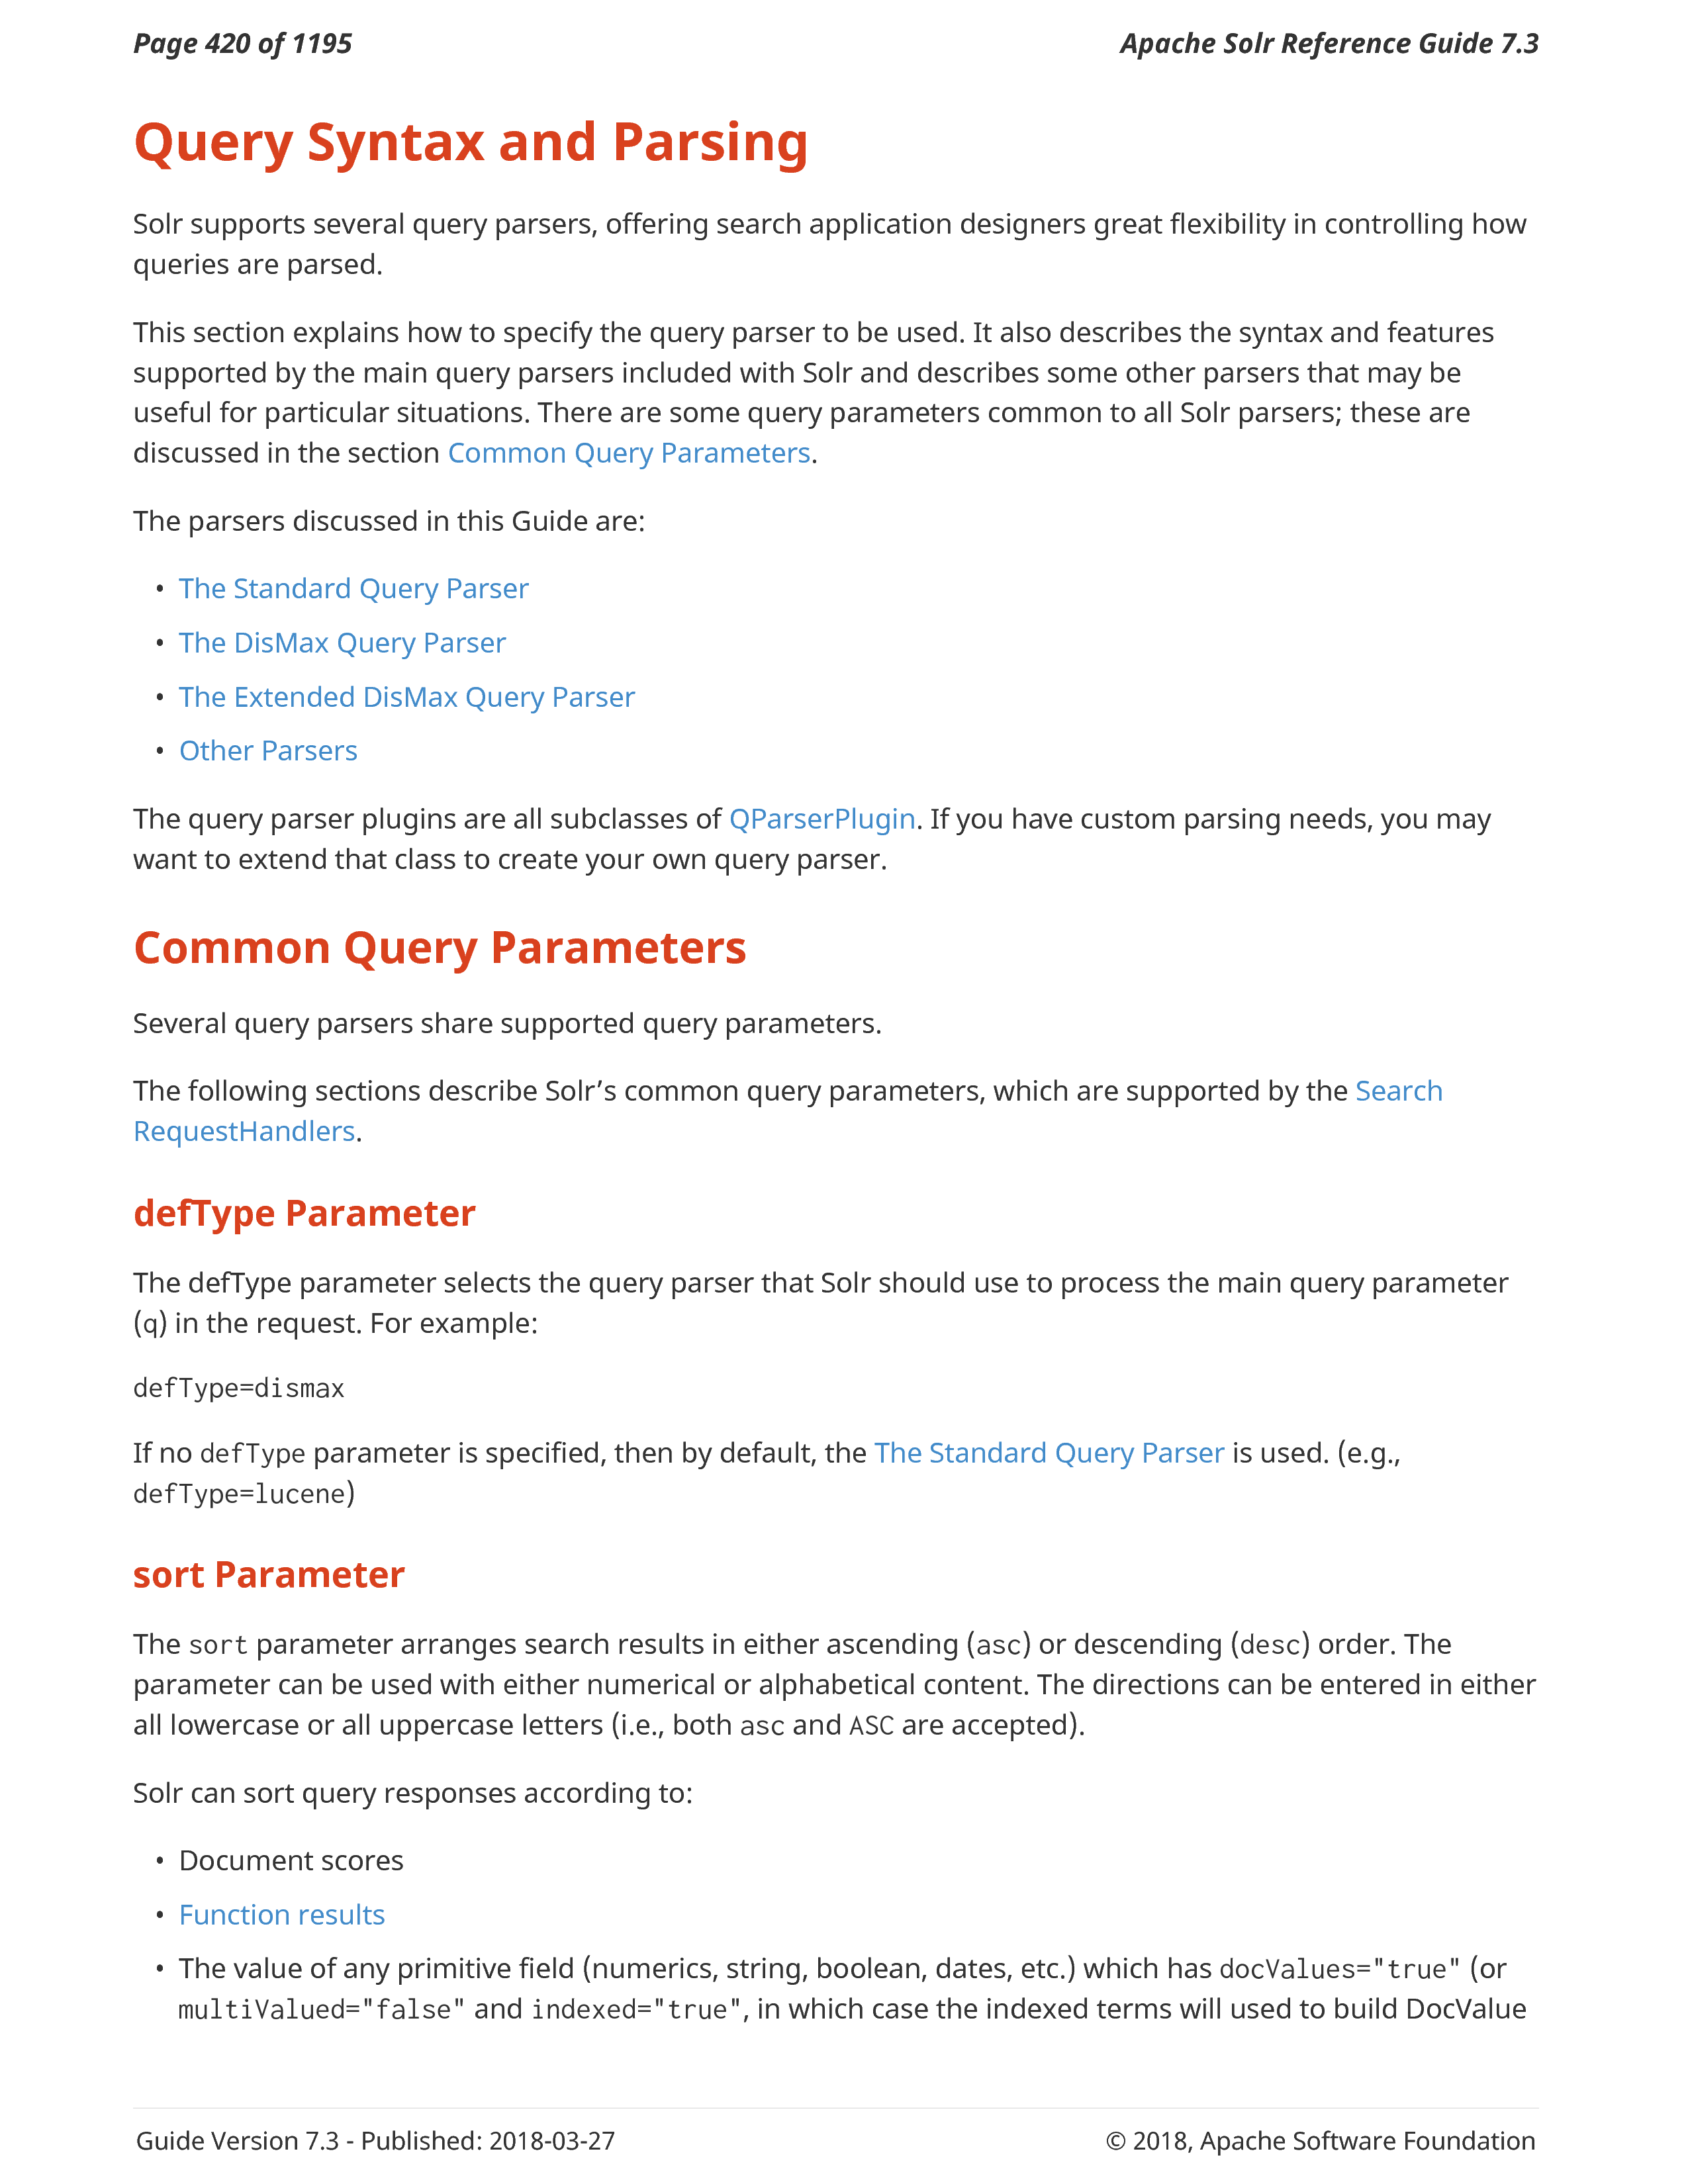 Page 420 of 1195
Apache Solr Reference Guide 7.3
Query Syntax and Parsing
Solr supports several query parsers, offering search application designers great flexibility in controlling how
queries are parsed.
This section explains how to specify the query parser to be used. It also describes the syntax and features
supported by the main query parsers included with Solr and describes some other parsers that may be
useful for particular situations. There are some query parameters common to all Solr parsers; these are
discussed in the section Common Query Parameters.
The parsers discussed in this Guide are:
• The Standard Query Parser
• The DisMax Query Parser
• The Extended DisMax Query Parser
• Other Parsers
The query parser plugins are all subclasses of QParserPlugin. If you have custom parsing needs, you may
want to extend that class to create your own query parser.
Common Query Parameters
Several query parsers share supported query parameters.
The following sections describe Solr’s common query parameters, which are supported by the Search
RequestHandlers.
defType Parameter
The defType parameter selects the query parser that Solr should use to process the main query parameter
(q) in the request. For example:
defType=dismax
If no defType parameter is specified, then by default, the The Standard Query Parser is used. (e.g.,
defType=lucene)
sort Parameter
The sort parameter arranges search results in either ascending (asc) or descending (desc) order. The
parameter can be used with either numerical or alphabetical content. The directions can be entered in either
all lowercase or all uppercase letters (i.e., both asc and ASC are accepted).
Solr can sort query responses according to:
• Document scores
• Function results
• The value of any primitive field (numerics, string, boolean, dates, etc.) which has docValues="true" (or
multiValued="false" and indexed="true", in which case the indexed terms will used to build DocValue
Guide Version 7.3 - Published: 2018-03-27
© 2018, Apache Software Foundation